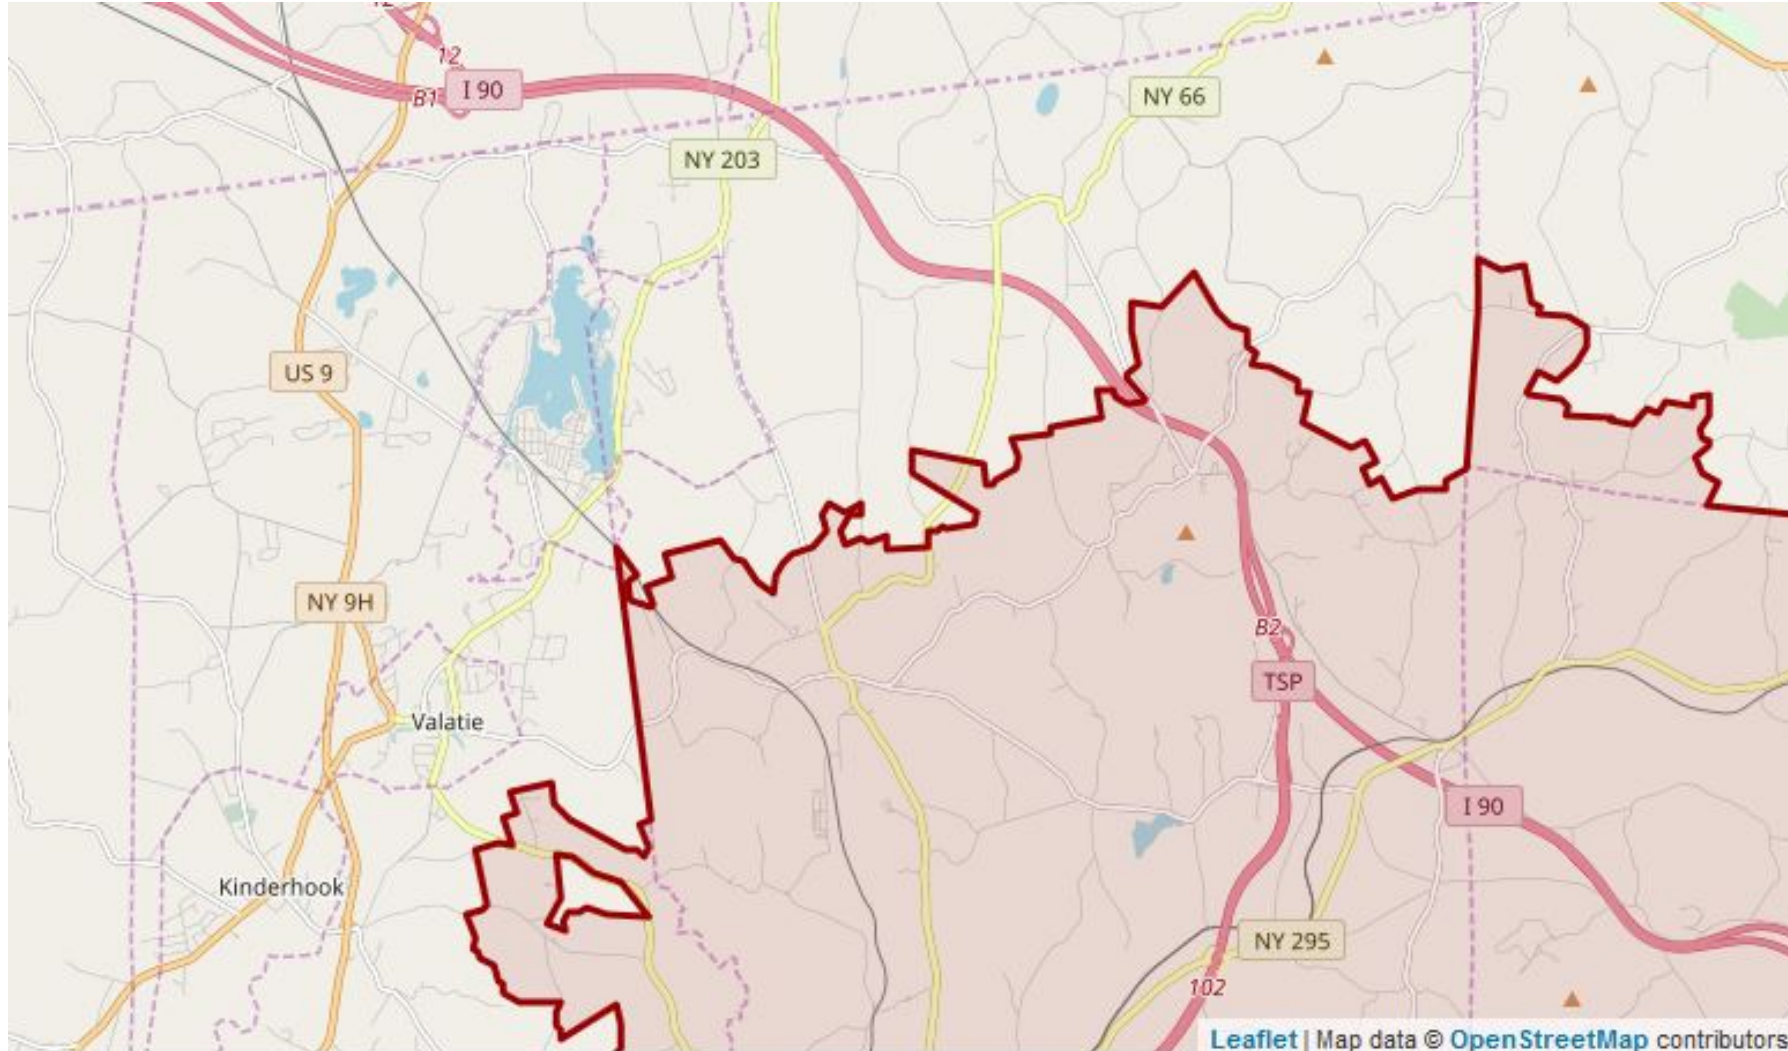 12
12
B1
I 90
NY 66
NY 203
US 9
NY 9H
B2
TSP
Valatie
I 90
Kinderhook
NY 295
102
Leaflet | Map data © OpenStreetMap contributors